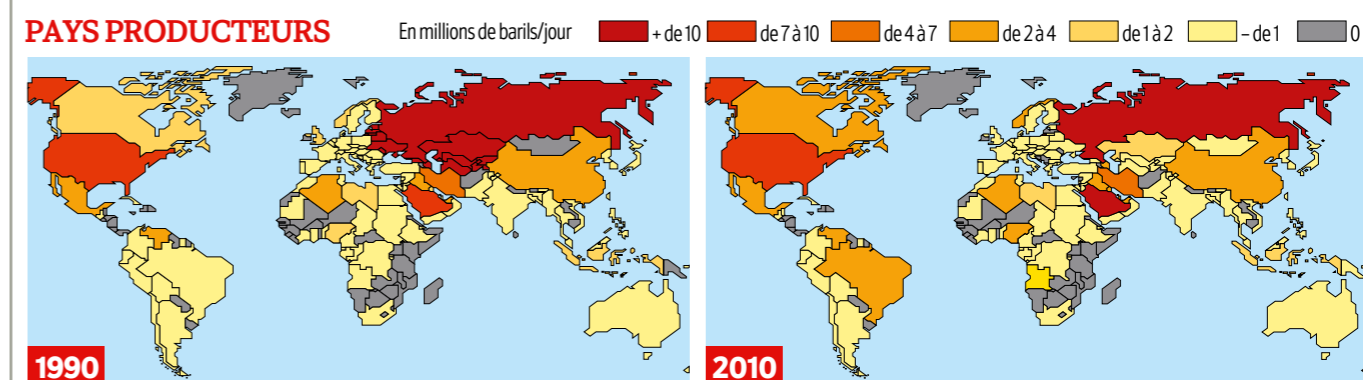 PAYS PRODUCTEURS
En millions de barils/jour + de 10 de 7 à 10 de 4 à 7 de 2 à 4 de 1 à 2 – de 1 0
1990 2010